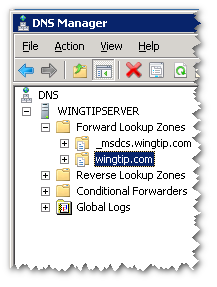 DNS Manager
File Action View Help
DNS
WINGTIPSERVER
Forward Lookup Zones
_msdcs.wingtip.com
wingtip.com
Reverse Lookup Zones
Conditional Forwarders
Global Logs